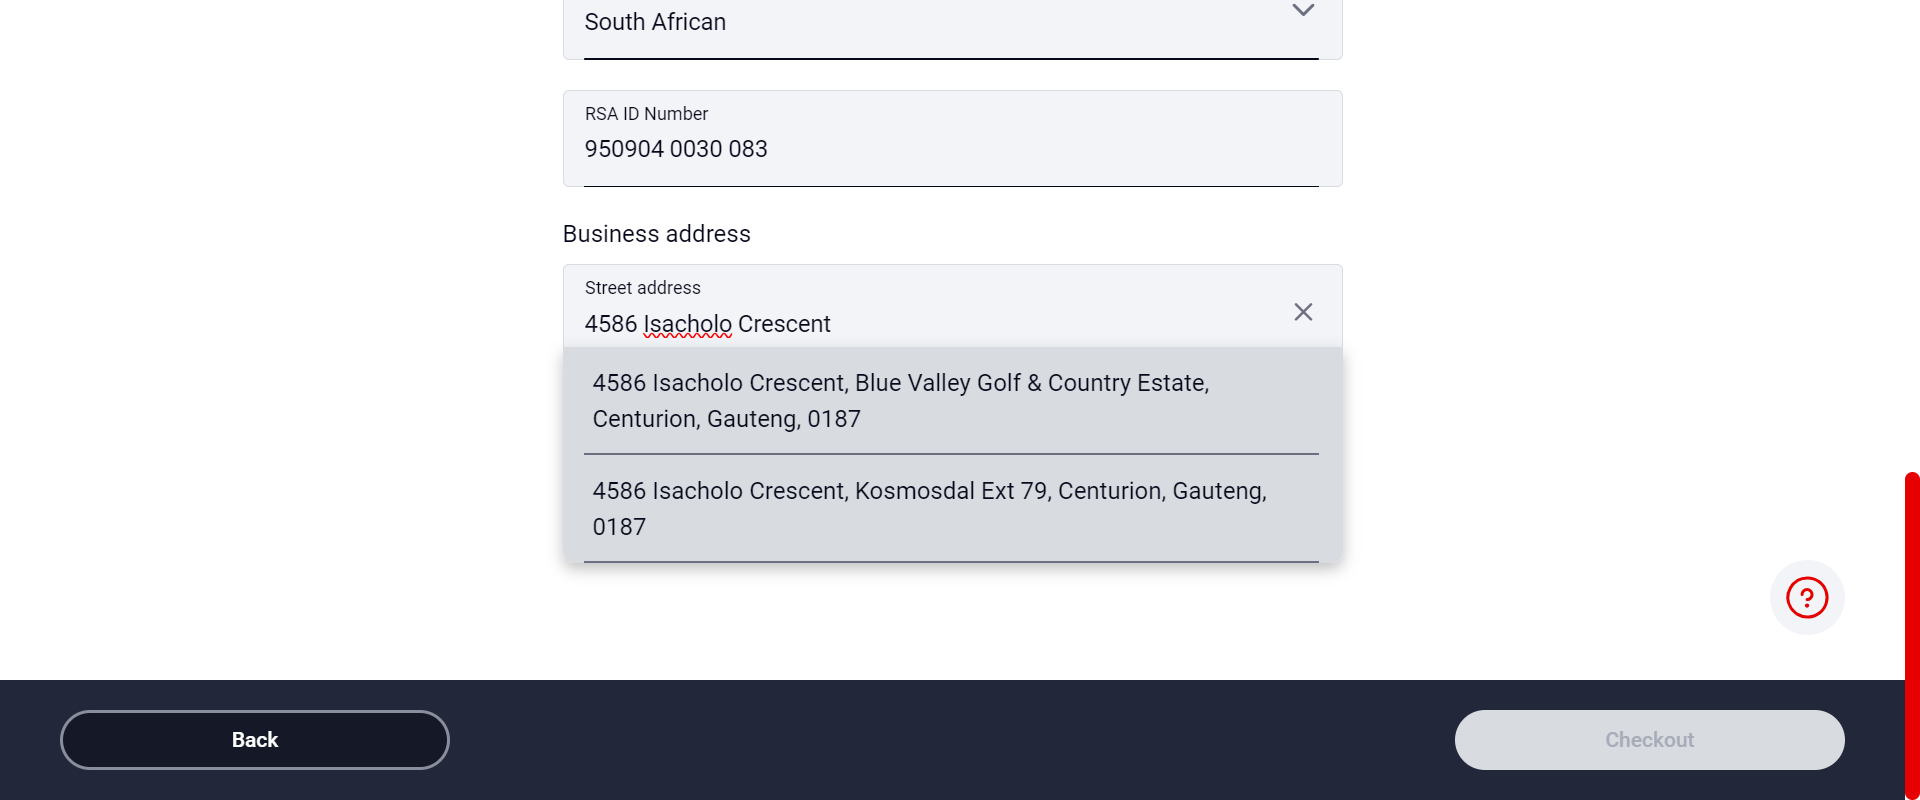 South African
RSA ID Number
950904 0030 083
Business address
Street address
4586 Isacholo Crescent
4586 Isacholo Crescent, Blue Valley Golf & Country Estate,
Centurion, Gauteng, 0187
4586 Isacholo Crescent, Kosmosdal Ext 79, Centurion, Gauteng,
0187
?
Back
Checkout